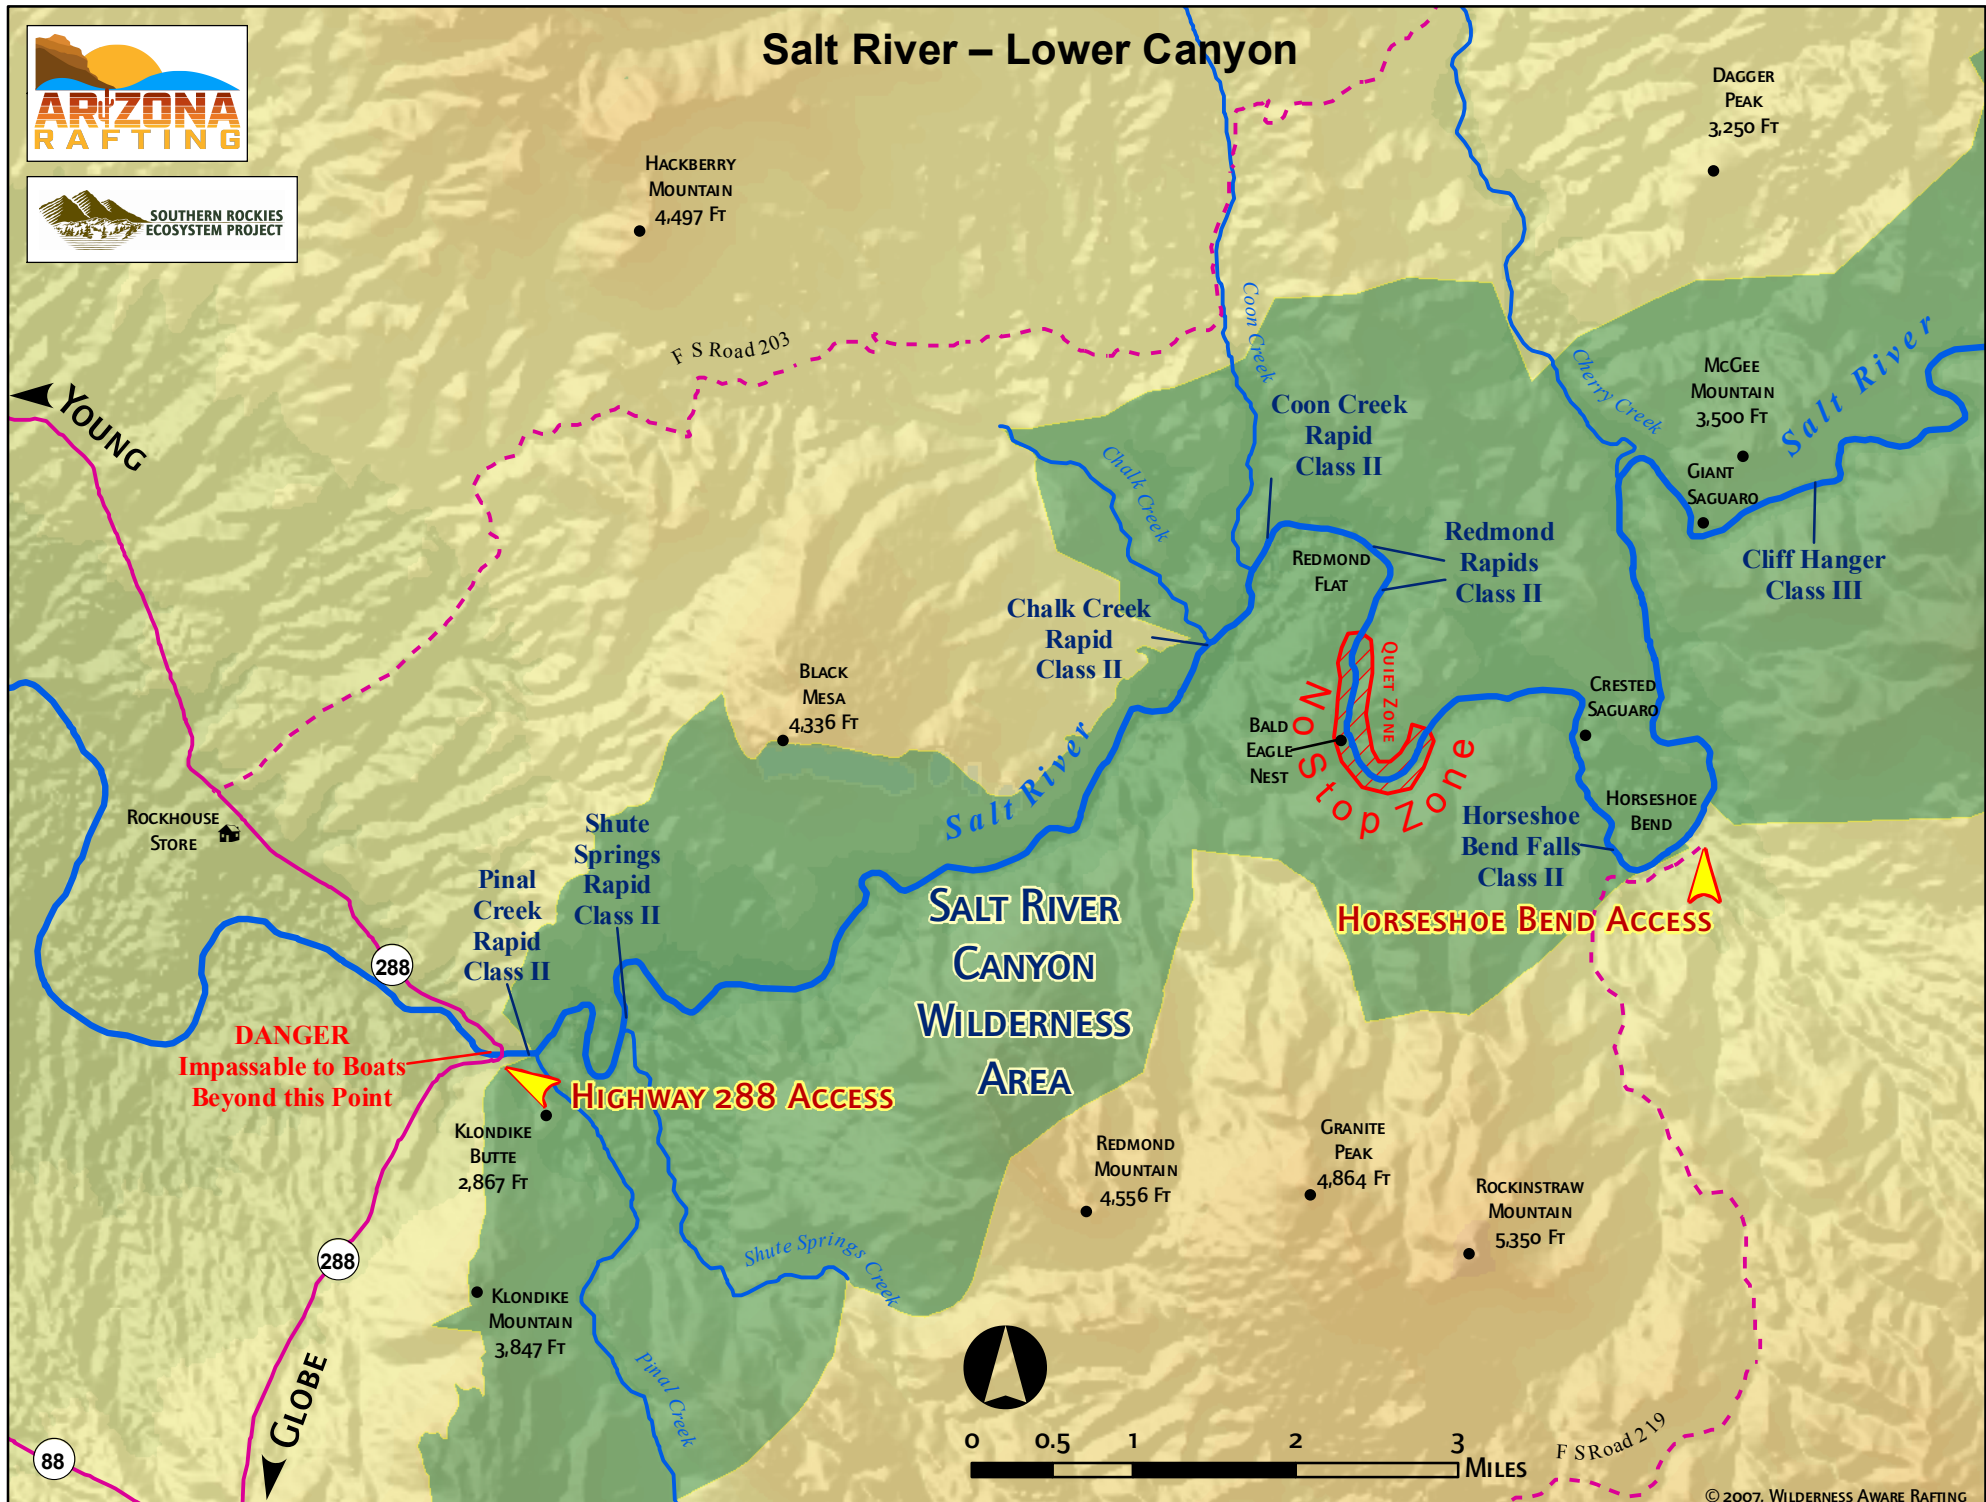 Salt River – Lower Canyon
ARIZONA
RAFTING
SOUTHERN ROCKIES
ECOSYSTEM PROJECT
HACKBERRY
MOUNTAIN
4,497 FT
DAGGER
PEAK
3,250 FT
F S Road 203
YOUNG
Coon Creek
Cherry Creek
MCGEE
MOUNTAIN
3,500 FT
Salt River
GIANT
SAGUARO
Coon Creek
Rapid
Class II
Chalk Creek
REDMOND
FLAT
Redmond
Rapids
Class II
Cliff Hanger
Class III
Chalk Creek
Rapid
Class II
QUIET ZONE
No Stop Zone
BALD
EAGLE
NEST
CRESTED
SAGUARO
BLACK
MESA
4,336 FT
Salt River
HORSESHOE
BEND
Horseshoe
Bend Falls
Class II
HORSESHOE BEND ACCESS
ROCKHOUSE
STORE
Shute
Springs
Rapid
Class II
Pinal
Creek
Rapid
Class II
288
SALT RIVER
CANYON
WILDERNESS
AREA
DANGER
Impassable to Boats
Beyond this Point
HIGHWAY 288 ACCESS
KLONDIKE
BUTTE
2,867 FT
REDMOND
MOUNTAIN
4,556 FT
GRANITE
PEAK
4,864 FT
ROCKINSTRAW
MOUNTAIN
5,350 FT
288
Shute Springs Creek
KLONDIKE
MOUNTAIN
3,847 FT
Pinal Creek
GLOBE
88
0 0.5 1 2 3
MILES
F S Road 219
© 2007, WILDERNESS AWARE RAFTING